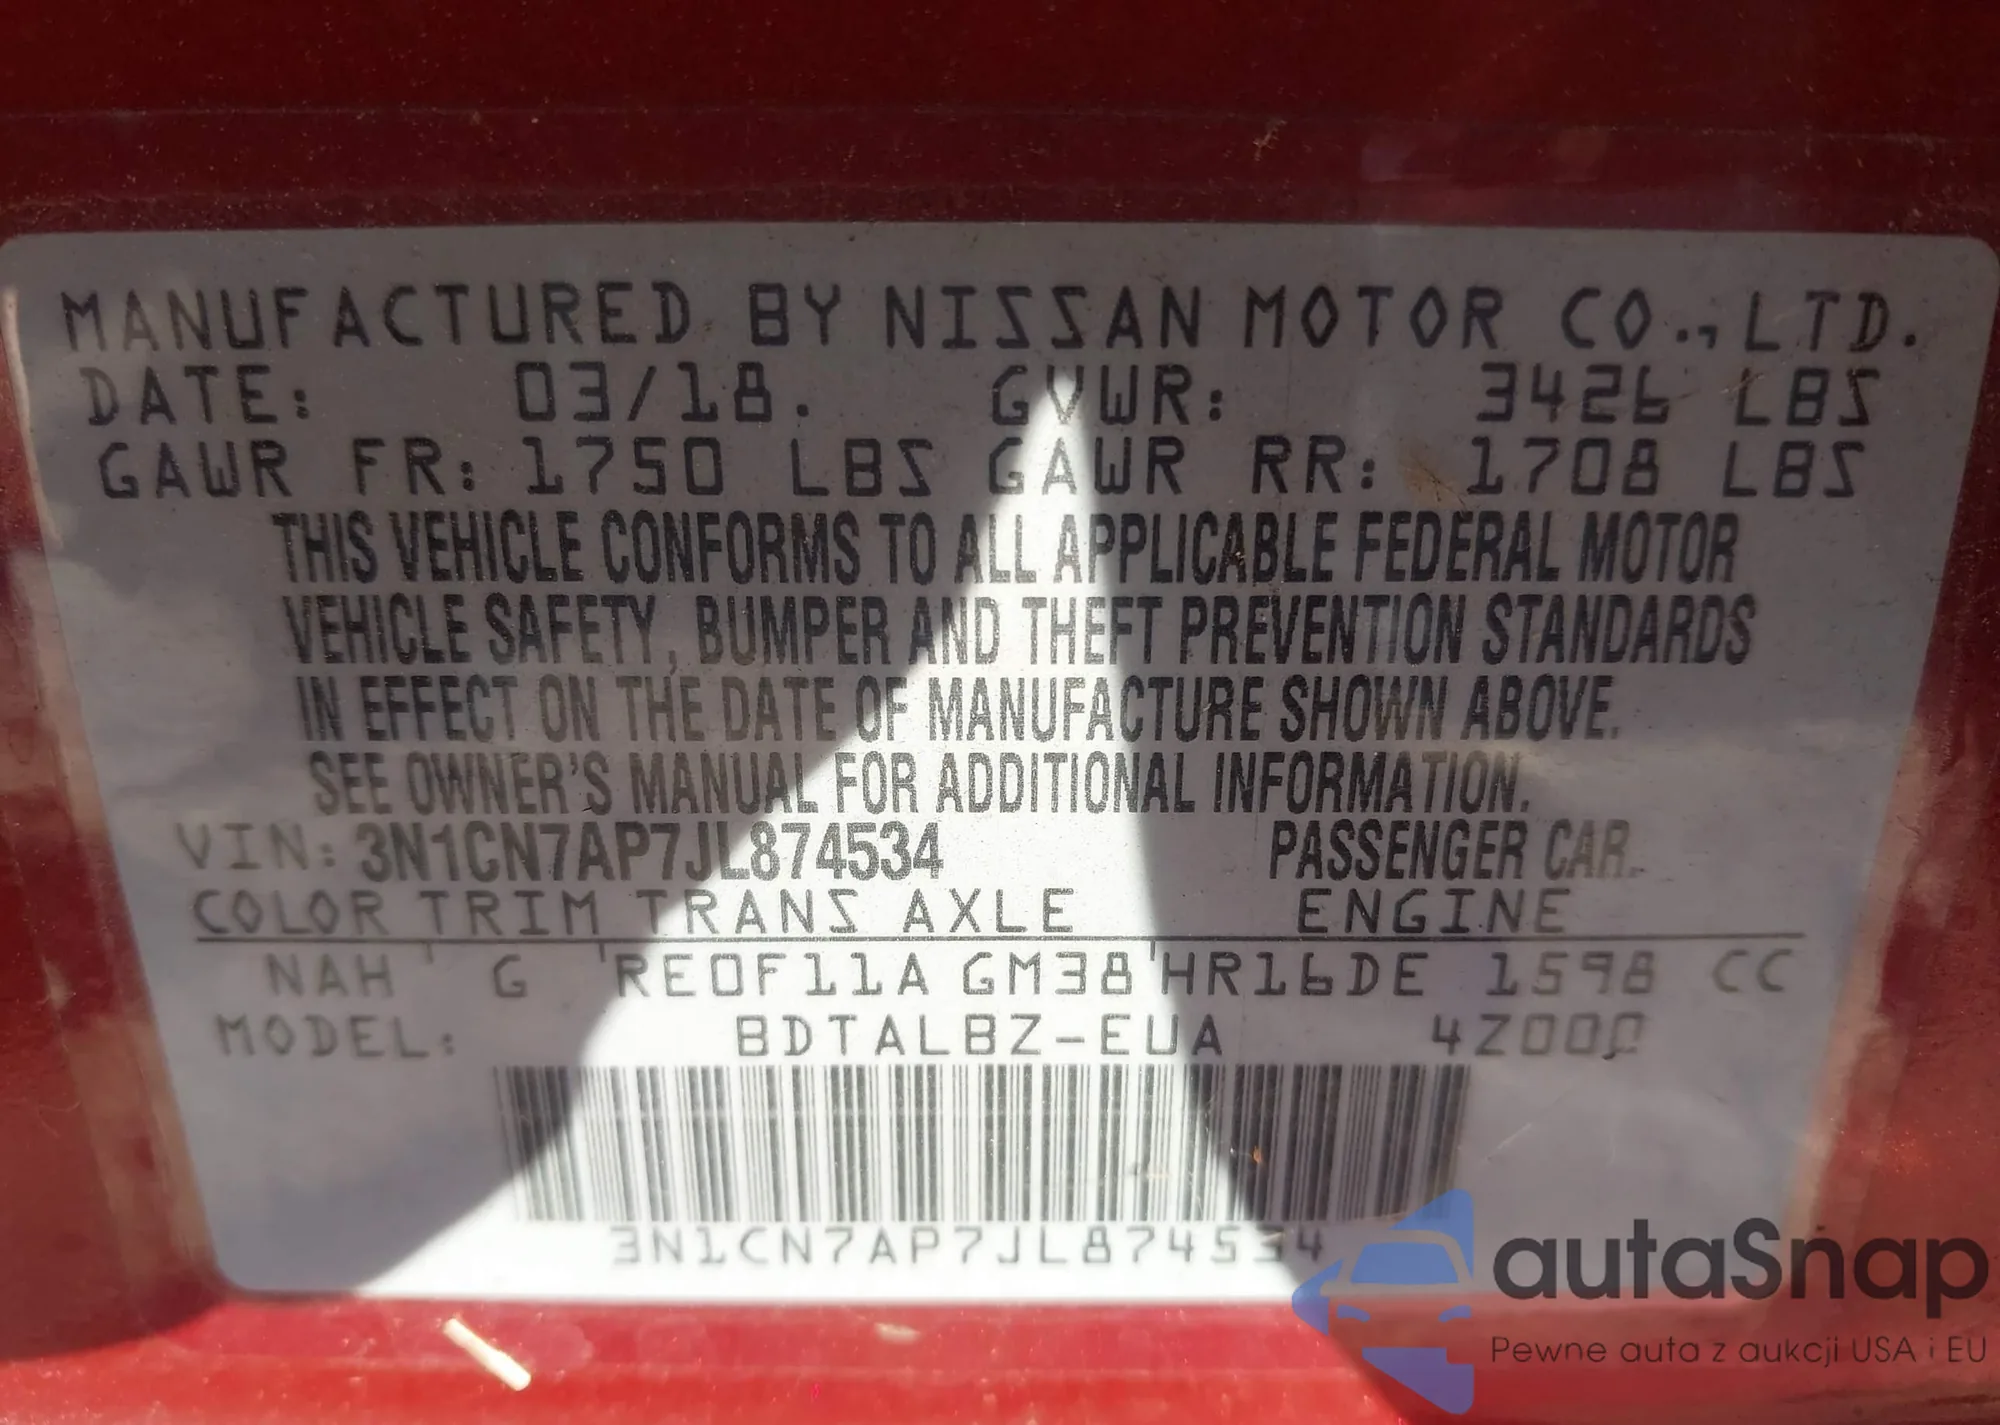 MANUFACTURED BY NISSAN MOTOR CO., LTD.
DATE: 03/18. GVWR: 3426 LBS
GAWR FR: 1750 LBS GAWR RR: 1708 LBS
THIS VEHICLE CONFORMS TO ALL APPLICABLE FEDERAL MOTOR
VEHICLE SAFETY, BUMPER AND THEFT PREVENTION STANDARDS
IN EFFECT ON THE DATE OF MANUFACTURE SHOWN ABOVE.
SEE OWNER'S MANUAL FOR ADDITIONAL INFORMATION.
VIN: 3N1CN7AP7JL874534 PASSENGER CAR.
COLOR TRIM TRANS AXLE ENGINE
NAH G RE0F11A GM38 HR16DE 1598 CC
MODEL: BDTALBZ-EUA 4Z000
3N1CN7AP7JL874534
autaSnap
Pewne auta z aukcji USA i EU